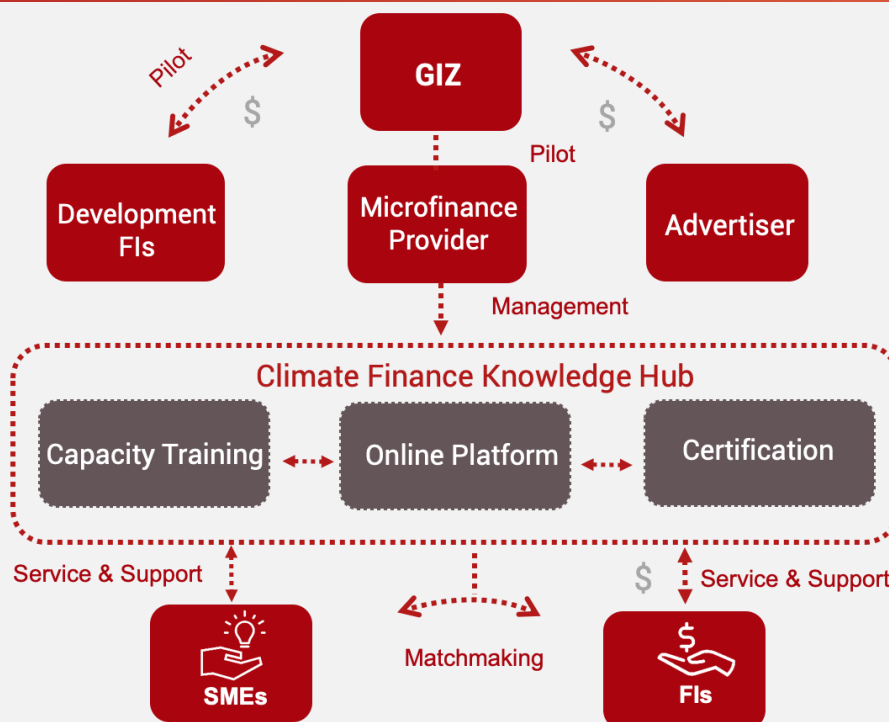 Pilot
GIZ
$
$
Pilot
Development
FIs
Microfinance
Provider
Advertiser
Management
Climate Finance Knowledge Hub
Capacity Training
Online Platform
Certification
Service & Support
$
Service & Support
Matchmaking
SMEs
$
FIs